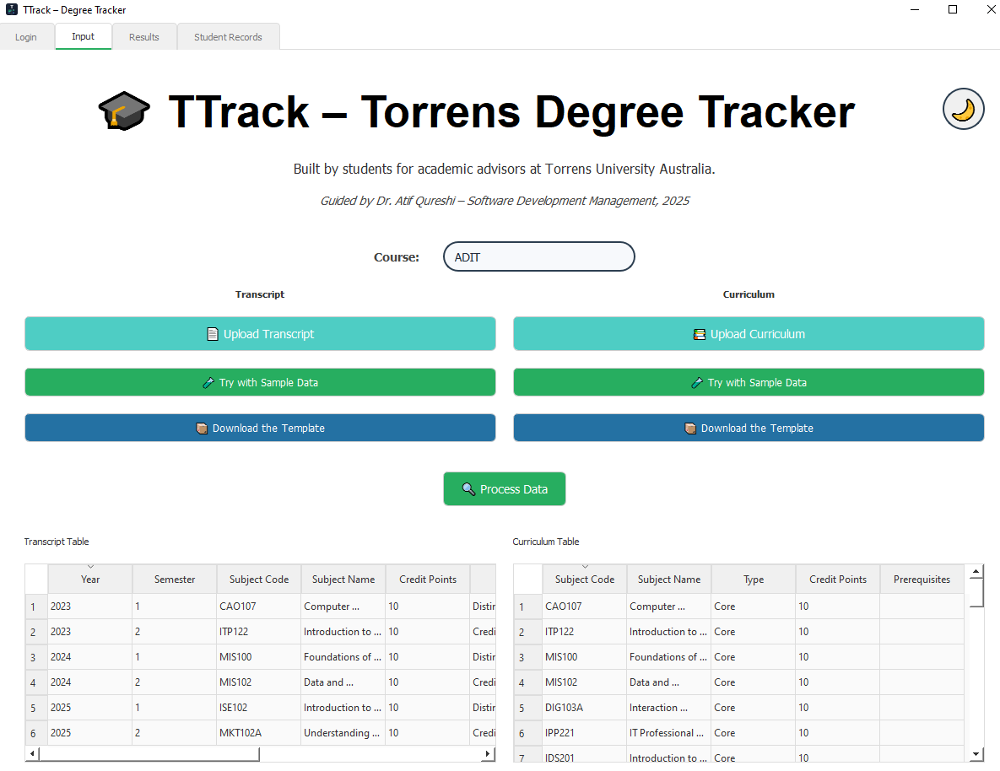 TTrack – Degree Tracker
Login Input Results Student Records
TTrack – Torrens Degree Tracker
Built by students for academic advisors at Torrens University Australia.
Guided by Dr. Atif Qureshi – Software Development Management, 2025
Course: ADIT
Transcript Curriculum
Upload Transcript Upload Curriculum
Try with Sample Data Try with Sample Data
Download the Template Download the Template
Process Data
Transcript Table
Year Semester Subject Code Subject Name Credit Points
1 2023 1 CAO107 Computer ... 10 Distir
2 2023 2 ITP122 Introduction to ... 10 Credi
3 2024 1 MIS100 Foundations of ... 10 Distir
4 2024 2 MIS102 Data and ... 10 Credi
5 2025 1 ISE102 Introduction to ... 10 Distir
6 2025 2 MKT102A Understanding ... 10 Credi
Curriculum Table
Subject Code Subject Name Type Credit Points Prerequisites
1 CAO107 Computer ... Core 10
2 ITP122 Introduction to ... Core 10
3 MIS100 Foundations of ... Core 10
4 MIS102 Data and ... Core 10
5 DIG103A Interaction ... Core 10
6 IPP221 IT Professional ... Core 10
7 IDS201 Introduction to ... Core 10